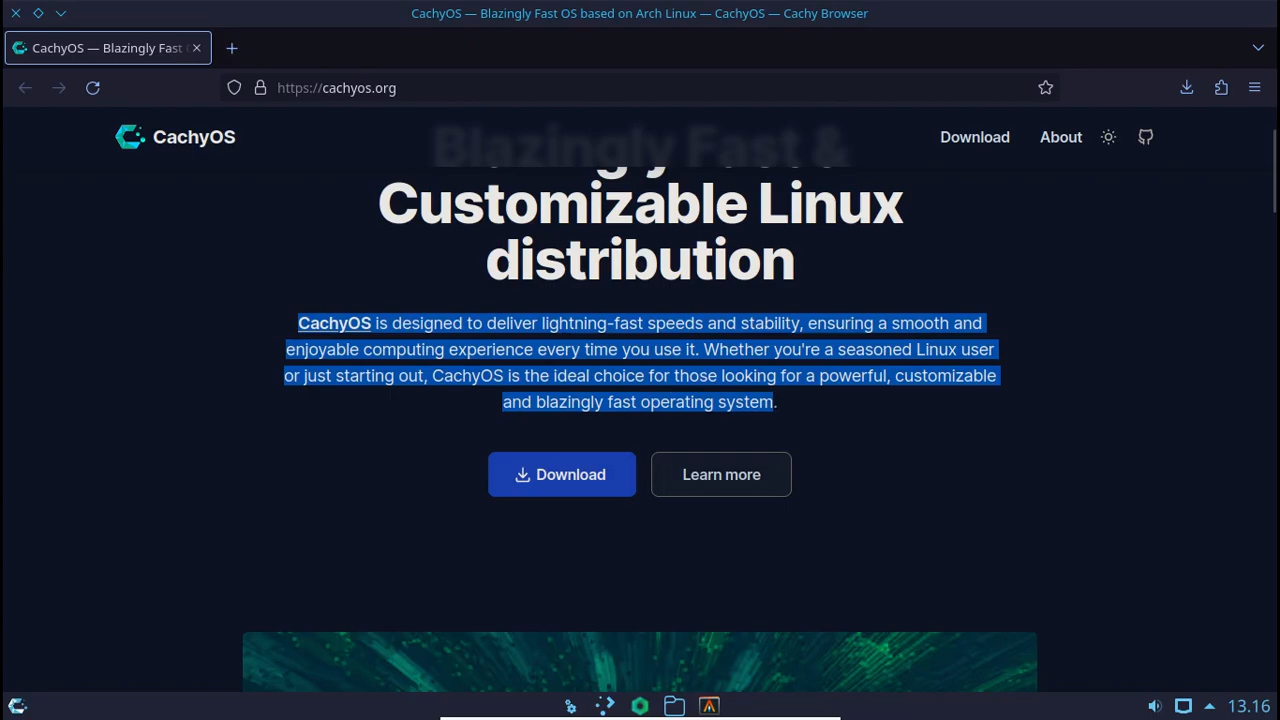 CachyOS — Blazingly Fast OS based on Arch Linux — CachyOS — Cachy Browser
CachyOS — Blazingly Fast
https://cachyos.org
CachyOS
Download
About
Blazingly Fast &
Customizable Linux
distribution
CachyOS is designed to deliver lightning-fast speeds and stability, ensuring a smooth and
enjoyable computing experience every time you use it. Whether you're a seasoned Linux user
or just starting out, CachyOS is the ideal choice for those looking for a powerful, customizable
and blazingly fast operating system.
Download
Learn more
13.16